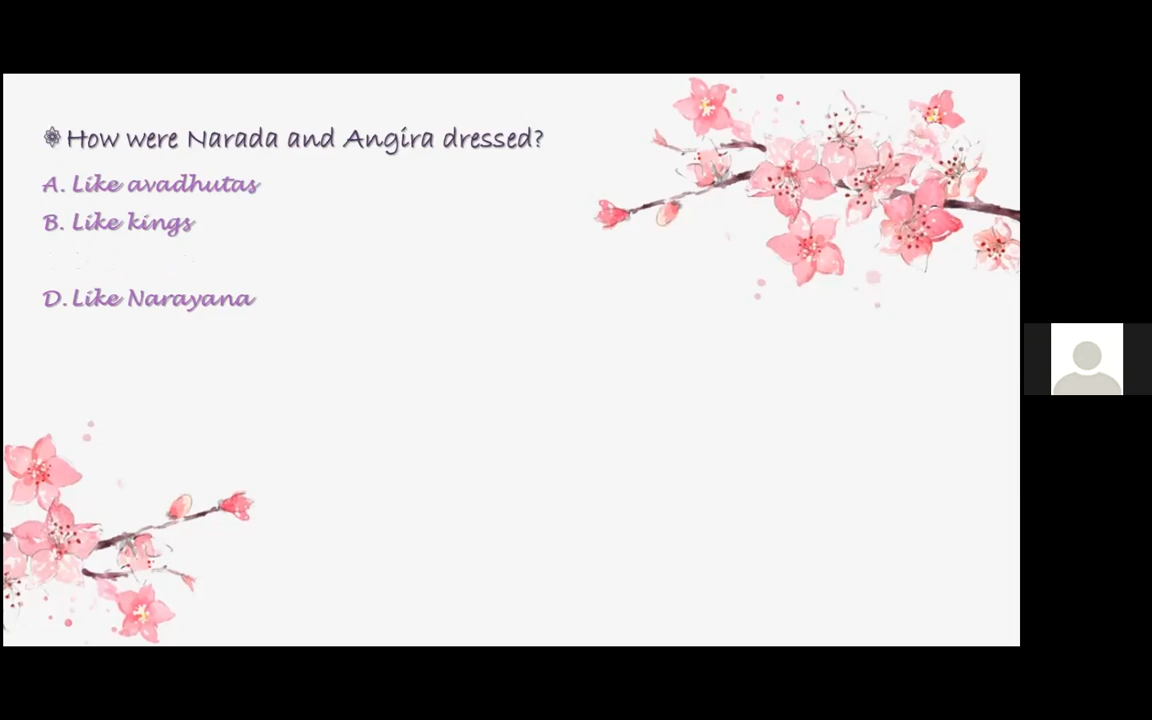 How were Narada and Angira dressed?
A. Like avadhutas
B. Like kings
D. Like Narayana